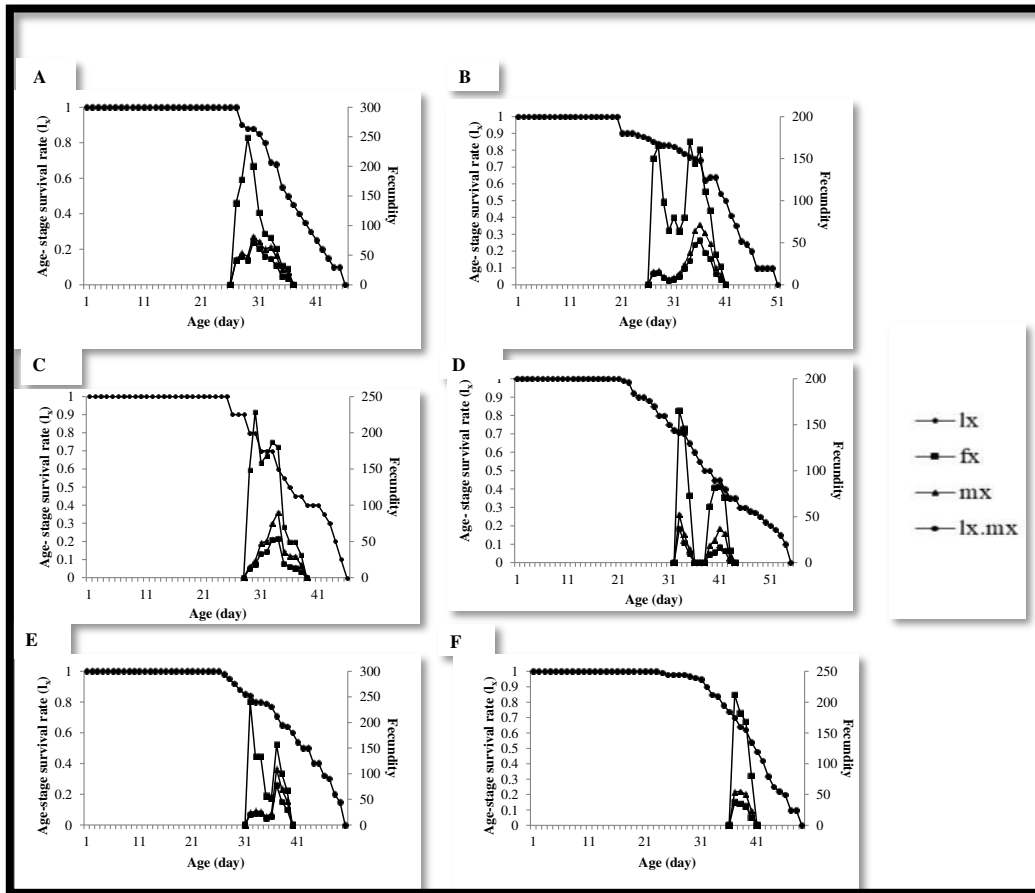 A
Age- stage survival rate (lx)
1
0.8
0.6
0.4
0.2
0
300
250
200
150
100
50
0
Fecundity
1 11 21 31 41
Age (day)
B
Age- stage survival rate (lx)
1
0.9
0.8
0.7
0.6
0.5
0.4
0.3
0.2
0.1
0
200
150
100
50
0
Fecundity
1 11 21 31 41 51
Age (day)
C
Age- stage survival rate (lx)
1
0.9
0.8
0.7
0.6
0.5
0.4
0.3
0.2
0.1
0
250
200
150
100
50
0
Fecundity
1 11 21 31 41
Age (day)
D
Age- stage survival rate (lx)
1
0.9
0.8
0.7
0.6
0.5
0.4
0.3
0.2
0.1
0
200
150
100
50
0
Fecundity
1 11 21 31 41 51
Age (day)
E
Age-stage survival rate (lx)
1
0.8
0.6
0.4
0.2
0
300
250
200
150
100
50
0
Fecundity
1 11 21 31 41
Age (day)
F
Age- stage survival rate (lx)
1
0.9
0.8
0.7
0.6
0.5
0.4
0.3
0.2
0.1
0
250
200
150
100
50
0
Fecundity
1 11 21 31 41
Age (day)
lx
fx
mx
lx.mx